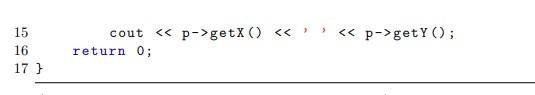 15 cout << p->getX() << ' ' << p->getY();
16 return 0;
17 }